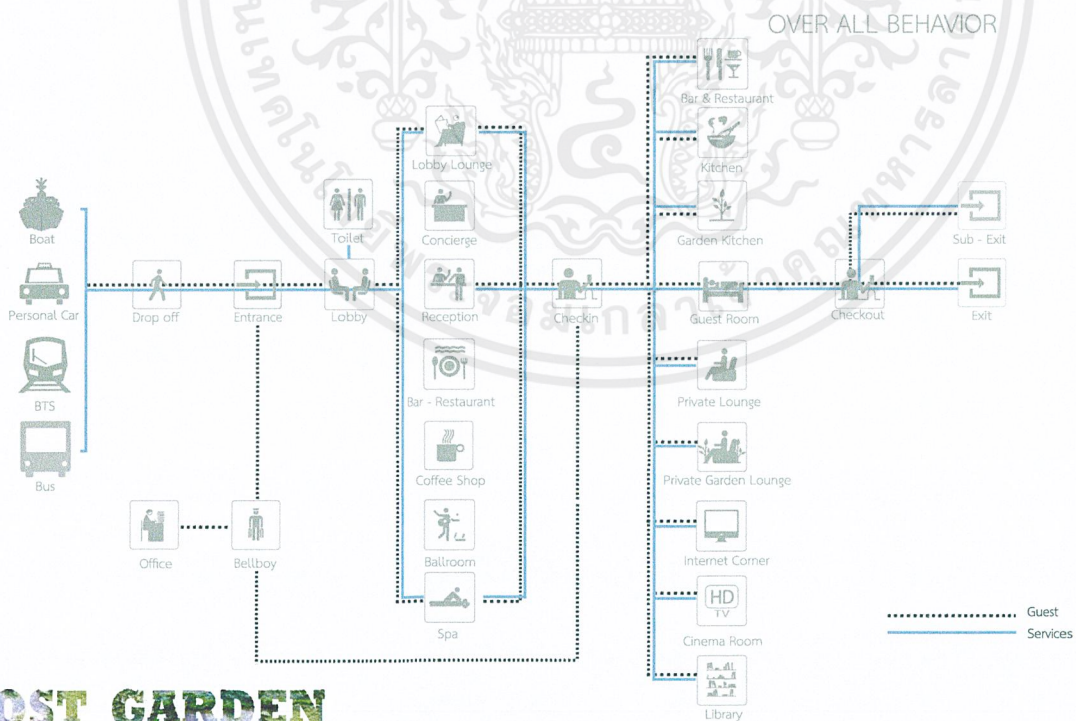 OVER ALL BEHAVIOR
Bar & Restaurant
Kitchen
Garden Kitchen
Guest Room
Private Lounge
Private Garden Lounge
Internet Corner
HD
TV
Cinema Room
Library
Lobby Lounge
Concierge
Reception
Bar - Restaurant
Coffee Shop
Ballroom
Spa
Boat
Personal Car
BTS
Bus
Drop off
Entrance
Toilet
Lobby
Checkin
Checkout
Sub - Exit
Exit
Office
Bellboy
Guest
Services
OST GARDEN